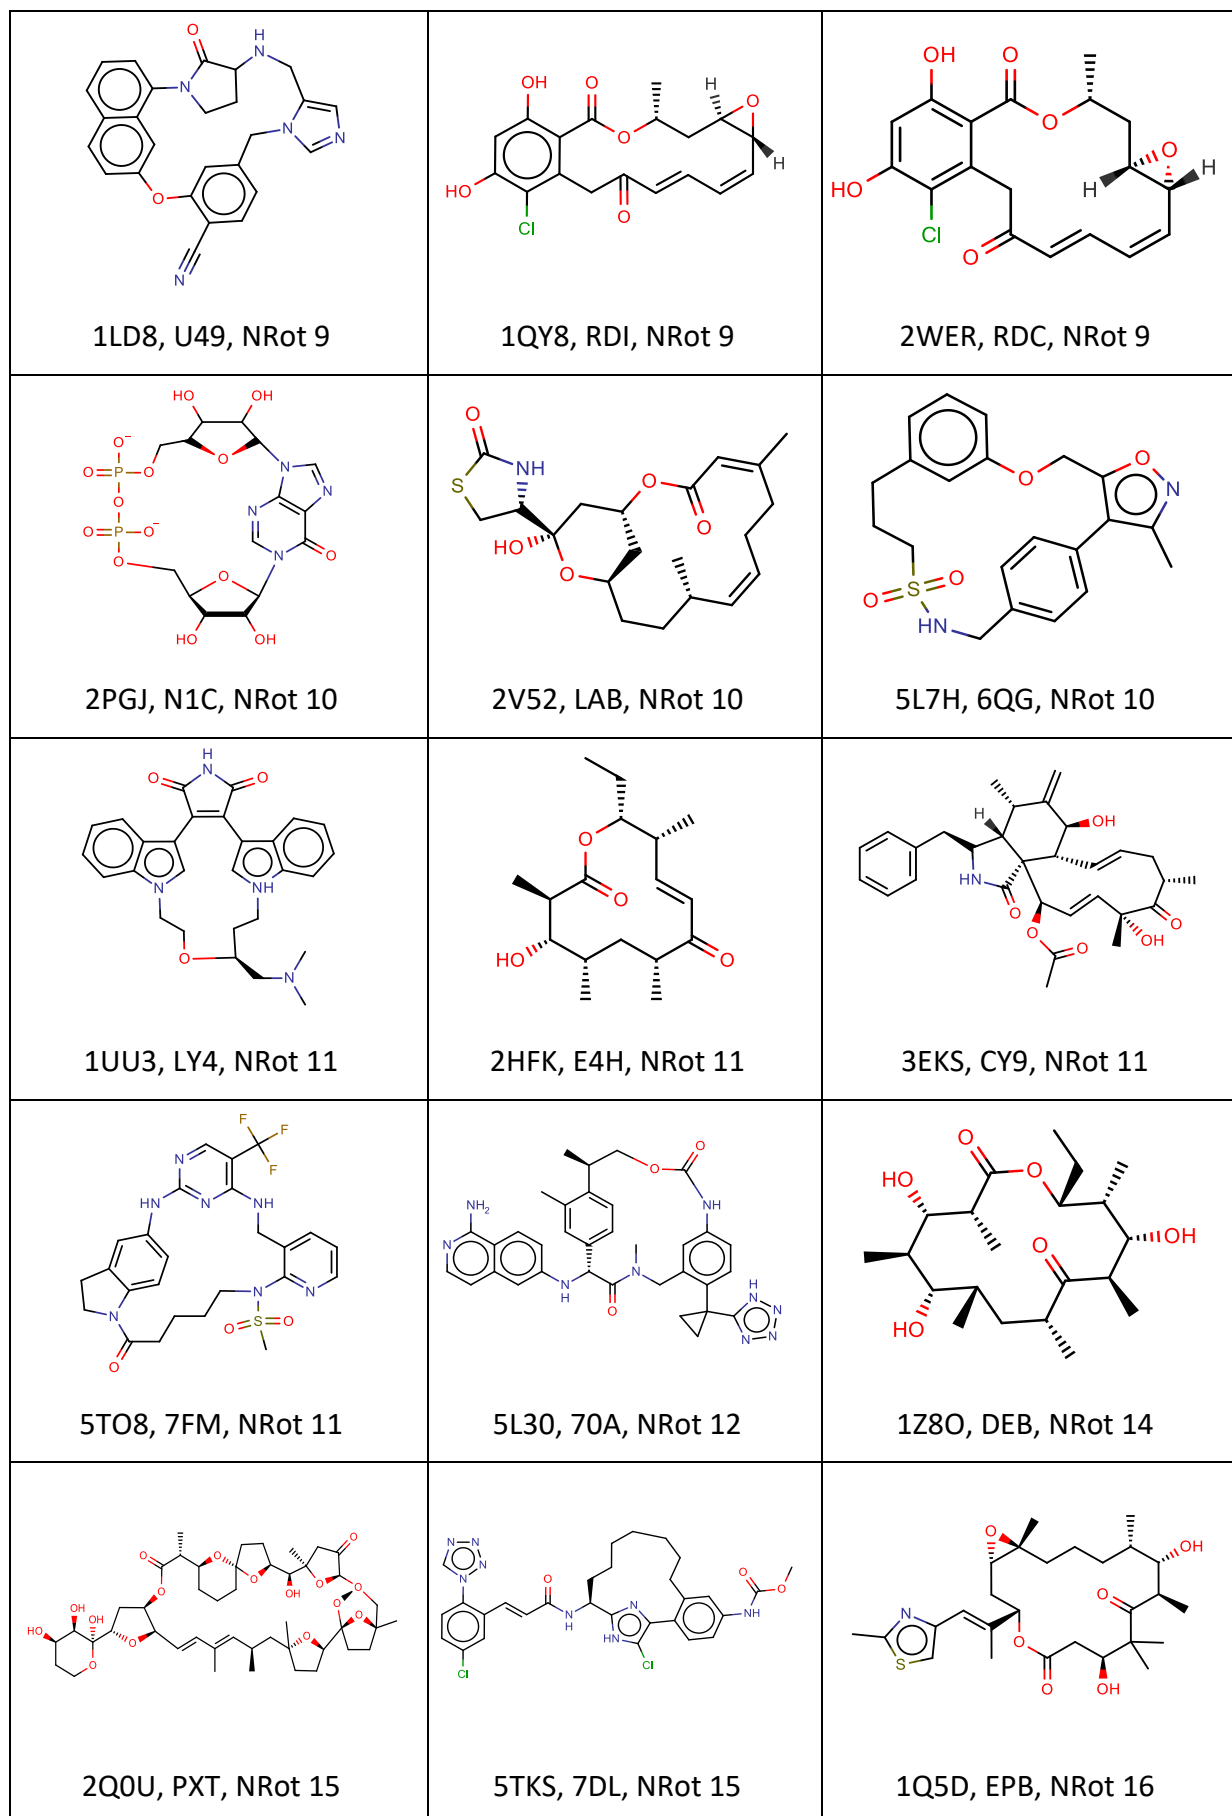 1LD8, U49, NRot 9
1QY8, RDI, NRot 9
2WER, RDC, NRot 9
2PGJ, N1C, NRot 10
2V52, LAB, NRot 10
5L7H, 6QG, NRot 10
1UU3, LY4, NRot 11
2HFK, E4H, NRot 11
3EKS, CY9, NRot 11
5TO8, 7FM, NRot 11
5L30, 70A, NRot 12
1Z8O, DEB, NRot 14
2Q0U, PXT, NRot 15
5TKS, 7DL, NRot 15
1Q5D, EPB, NRot 16